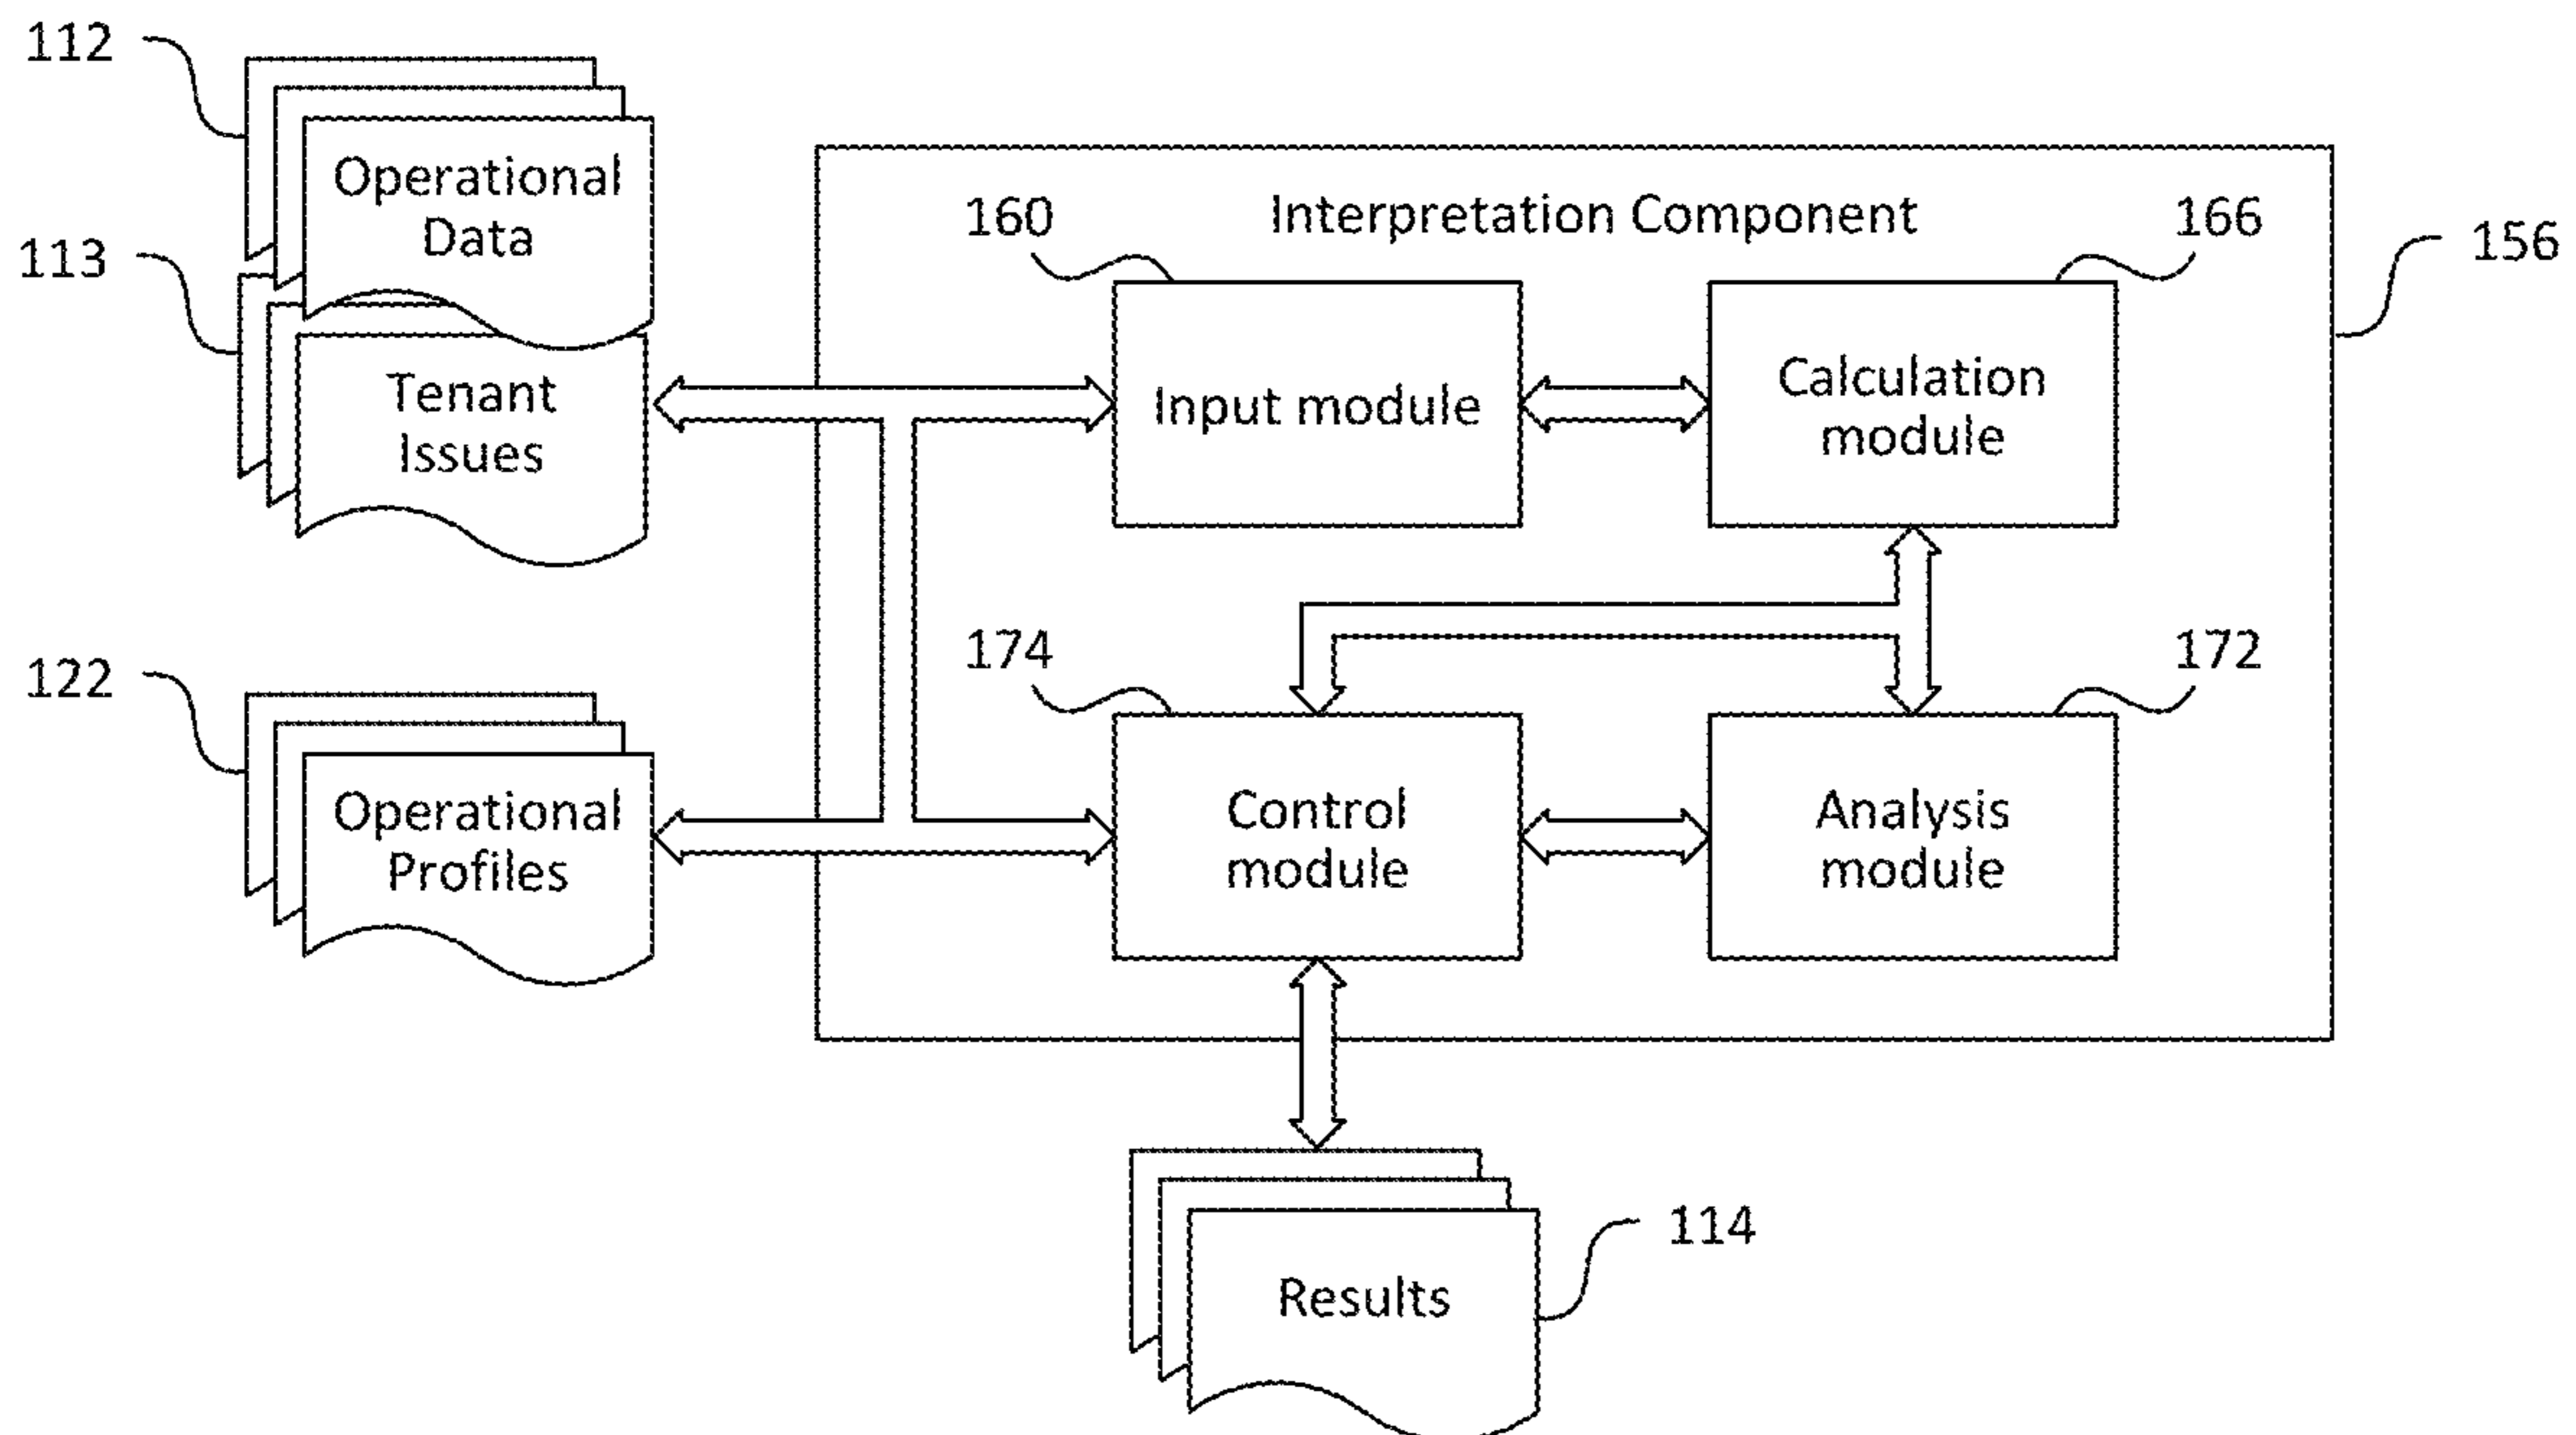 112
Operational
Data
113
Tenant
Issues
122
Operational
Profiles
Interpretation Component
156
160
Input module
166
Calculation
module
174
Control
module
172
Analysis
module
114
Results